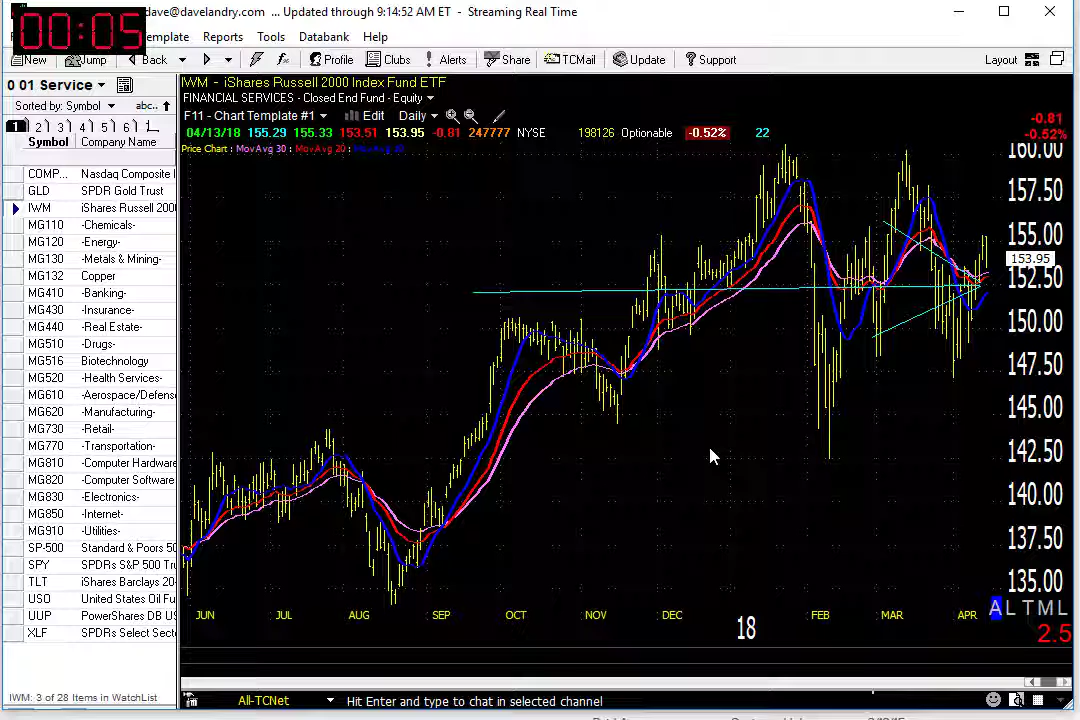 00:05
dave@davelandry.com ... Updated through 9:14:52 AM ET - Streaming Real Time
emplate Reports Tools Databank Help
New Jump Back Profile Clubs Alerts Share TCMail Update Support Layout
0 01 Service
Sorted by: Symbol abc..
1 2 3 4 5 6
Symbol Company Name
COMP... Nasdaq Composite I
GLD SPDR Gold Trust
IWM iShares Russell 2000
MG110 -Chemicals-
MG120 -Energy-
MG130 -Metals & Mining-
MG132 Copper
MG410 -Banking-
MG430 -Insurance-
MG440 -Real Estate-
MG510 -Drugs-
MG516 Biotechnology
MG520 -Health Services-
MG610 -Aerospace/Defense
MG620 -Manufacturing-
MG730 -Retail-
MG770 -Transportation-
MG810 -Computer Hardware
MG820 -Computer Software
MG830 -Electronics-
MG850 -Internet-
MG910 -Utilities-
SP-500 Standard & Poors 50
SPY SPDRs S&P 500 Tru
TLT iShares Barclays 20
USO United States Oil Fu
UUP PowerShares DB US
XLF SPDRs Select Sect
IWM: 3 of 28 Items in WatchList
IWM - iShares Russell 2000 Index Fund ETF
FINANCIAL SERVICES - Closed End Fund - Equity
F11 - Chart Template #1 Edit Daily
04/13/18 155.29 155.33 153.51 153.95 -0.81 247777 NYSE 198126 Optionable -0.52% 22
Price Chart : MovAvg 30 : MovAvg 20 : MovAvg 10
-0.81
-0.52%
160.00
157.50
155.00
153.95
152.50
150.00
147.50
145.00
142.50
140.00
137.50
135.00
JUN JUL AUG SEP OCT NOV DEC 18 FEB MAR APR
A L T M L
2.5
All-TCNet Hit Enter and type to chat in selected channel